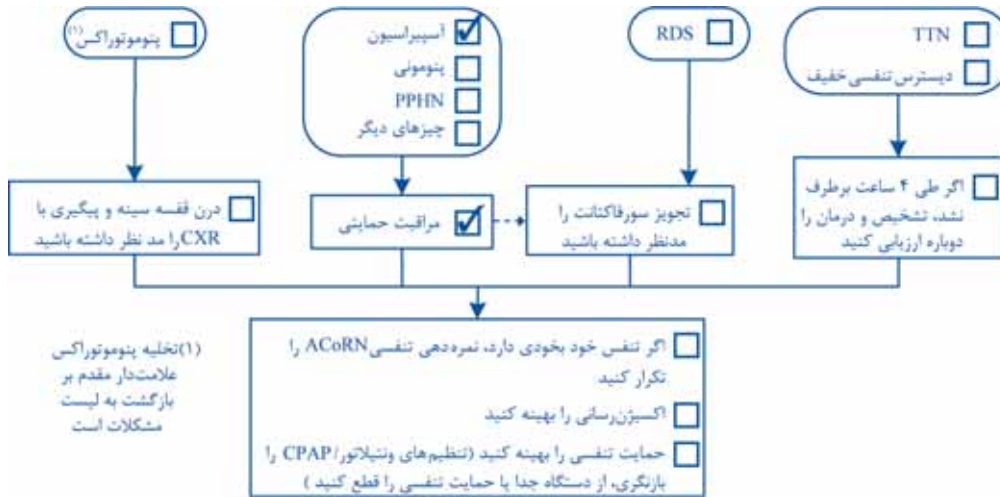 TTN
دیسترس تنفسی خفیف
RDS
آسپیراسیون
پنومونی
PPHN
چیزهای دیگر
پنوموتوراکس(۱)
اگر طی ۴ ساعت برطرف
نشد، تشخیص و درمان را
دوباره ارزیابی کنید
تجویز سورفاکتانت را
مدنظر داشته باشید
مراقبت حمایتی
درن قفسه سینه و پیگیری با
CXR را مد نظر داشته باشید
اگر تنفس خود بخودی دارد، نمره‌دهی تنفسی ACoRN را
تکرار کنید
اکسیژن‌رسانی را بهینه کنید
حمایت تنفسی را بهینه کنید (تنظیم‌های ونتیلاتور/CPAP را
بازنگری، از دستگاه جدا یا حمایت تنفسی را قطع کنید )
(۱)تخلیه پنوموتوراکس
علامت‌دار مقدم بر
بازگشت به لیست
مشکلات است